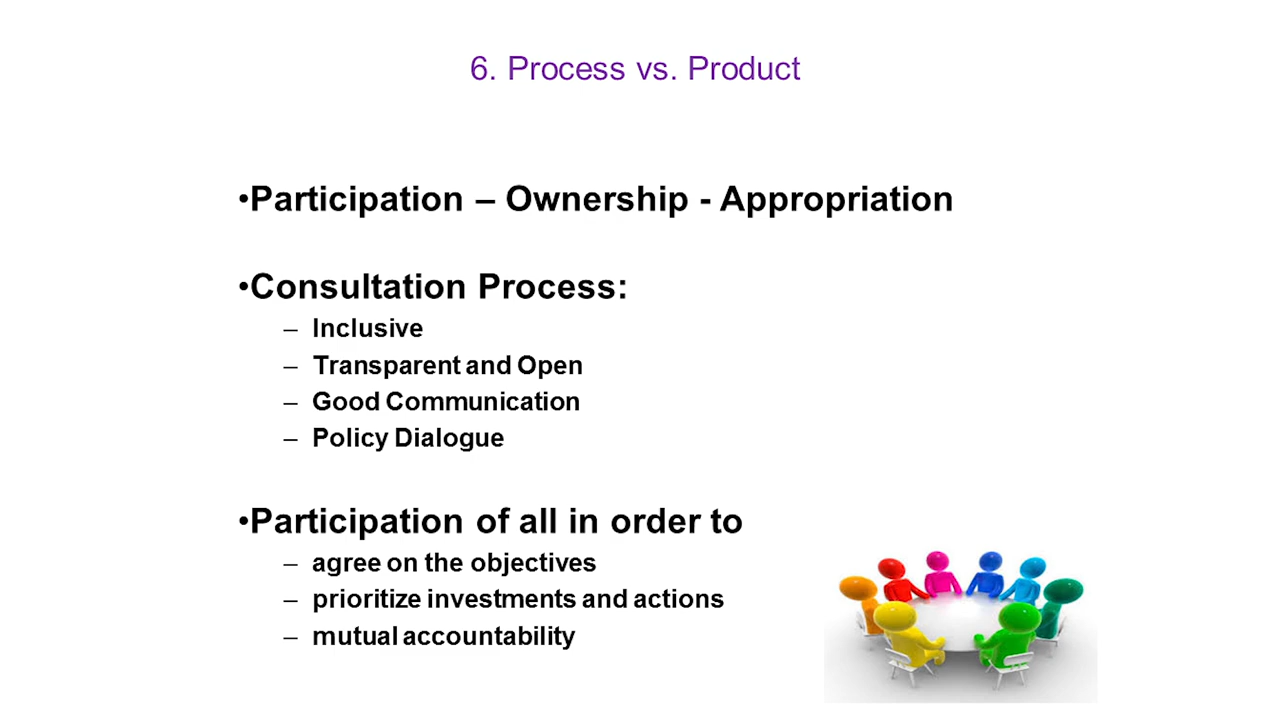 6. Process vs. Product
•Participation – Ownership - Appropriation
•Consultation Process:
– Inclusive
– Transparent and Open
– Good Communication
– Policy Dialogue
•Participation of all in order to
– agree on the objectives
– prioritize investments and actions
– mutual accountability